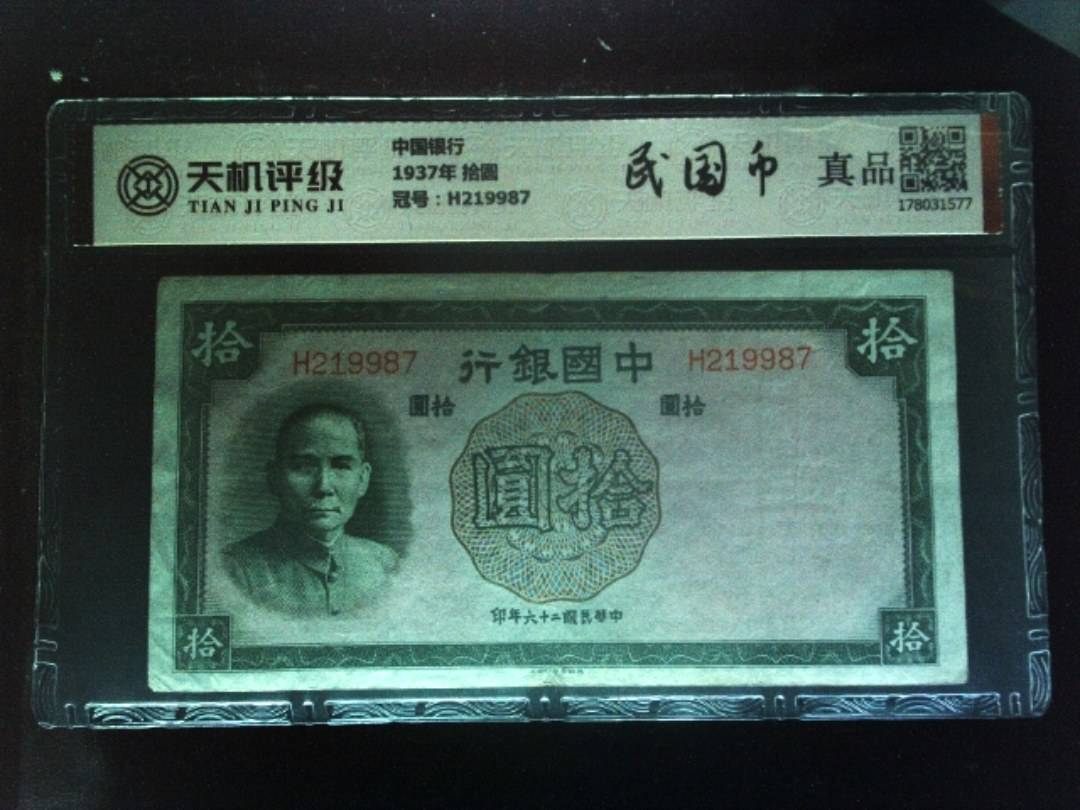 天机评级
TIAN JI PING JI
中国银行
1937年 拾圆
冠号：H219987
民国币 真品
178031577
拾 拾
H219987 行銀國中 H219987
圓拾 圓拾
圓拾
印年六十二國民華中
拾 拾